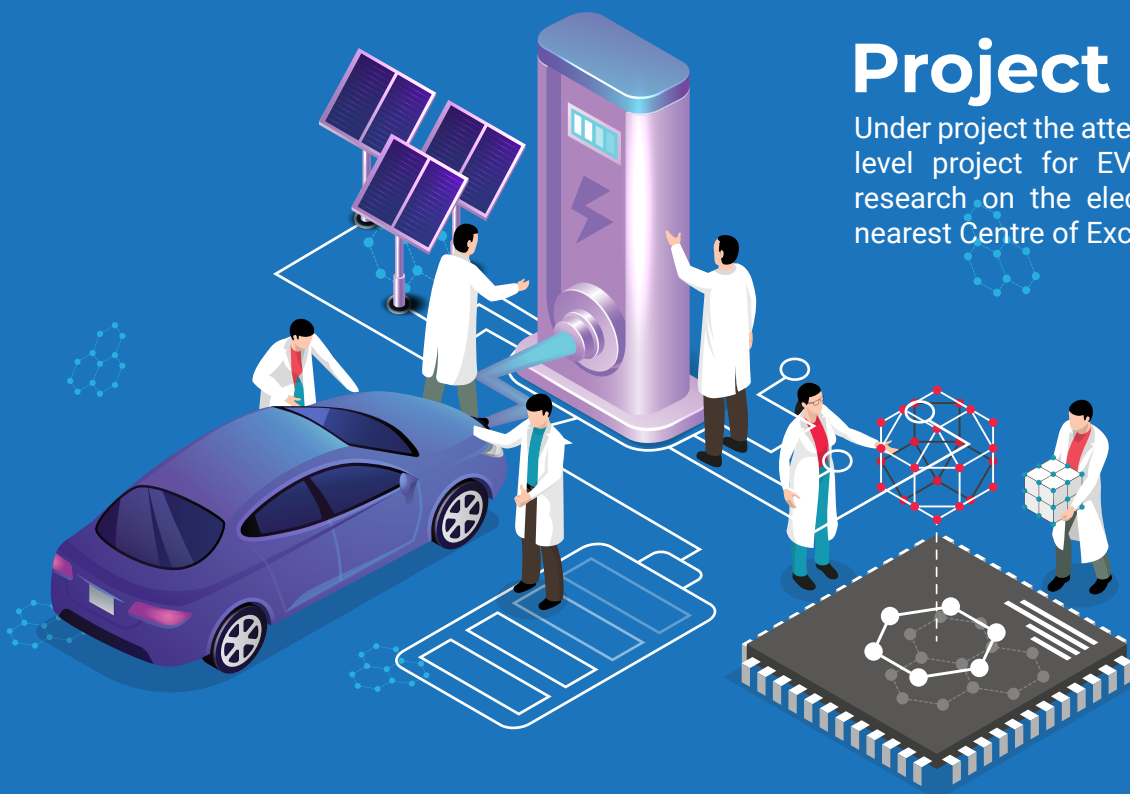 Project
Under project the atte
level project for EV
research on the elec
nearest Centre of Exc